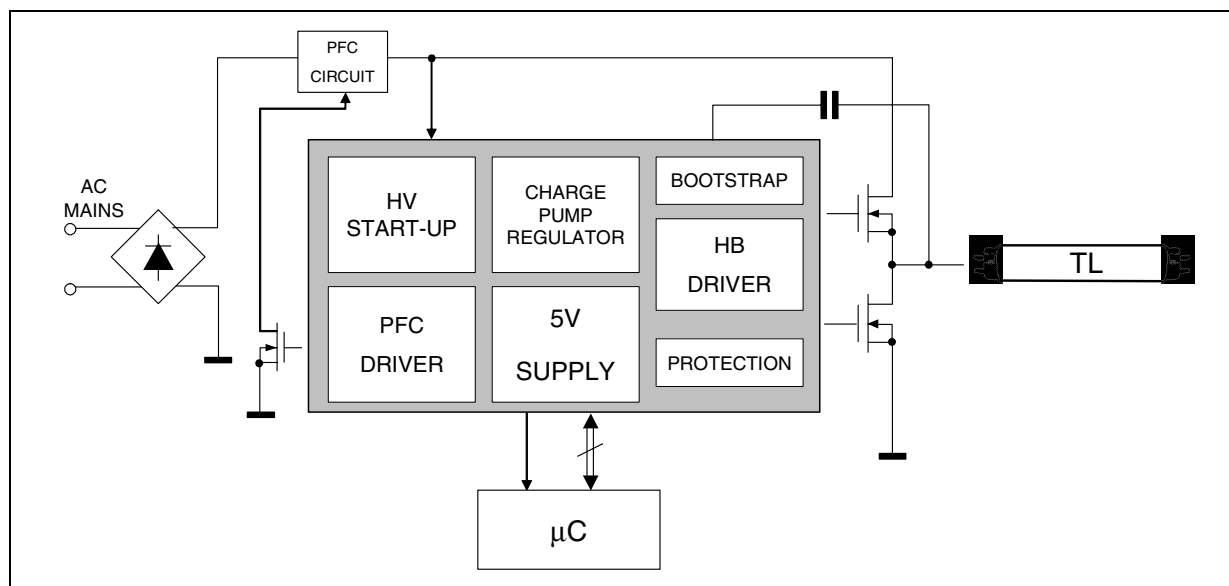 PFC
CIRCUIT
AC
MAINS
HV
START-UP
CHARGE
PUMP
REGULATOR
BOOTSTRAP
HB
DRIVER
TL
PFC
DRIVER
5V
SUPPLY
PROTECTION
μC